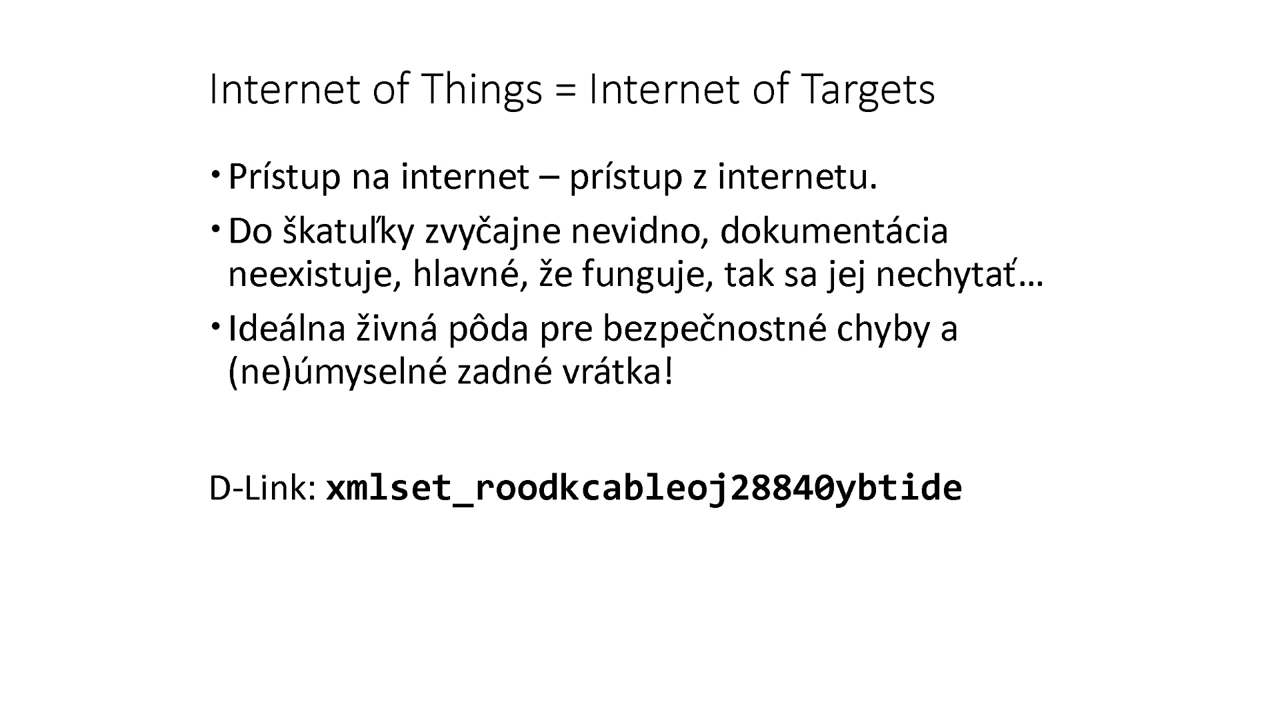 Internet of Things = Internet of Targets
• Prístup na internet – prístup z internetu.
• Do škatuľky zvyčajne nevidno, dokumentácia
neexistuje, hlavné, že funguje, tak sa jej nechytať…
• Ideálna živná pôda pre bezpečnostné chyby a
(ne)úmyselné zadné vrátka!
D-Link: xmlset_roodkcableoj28840ybtide